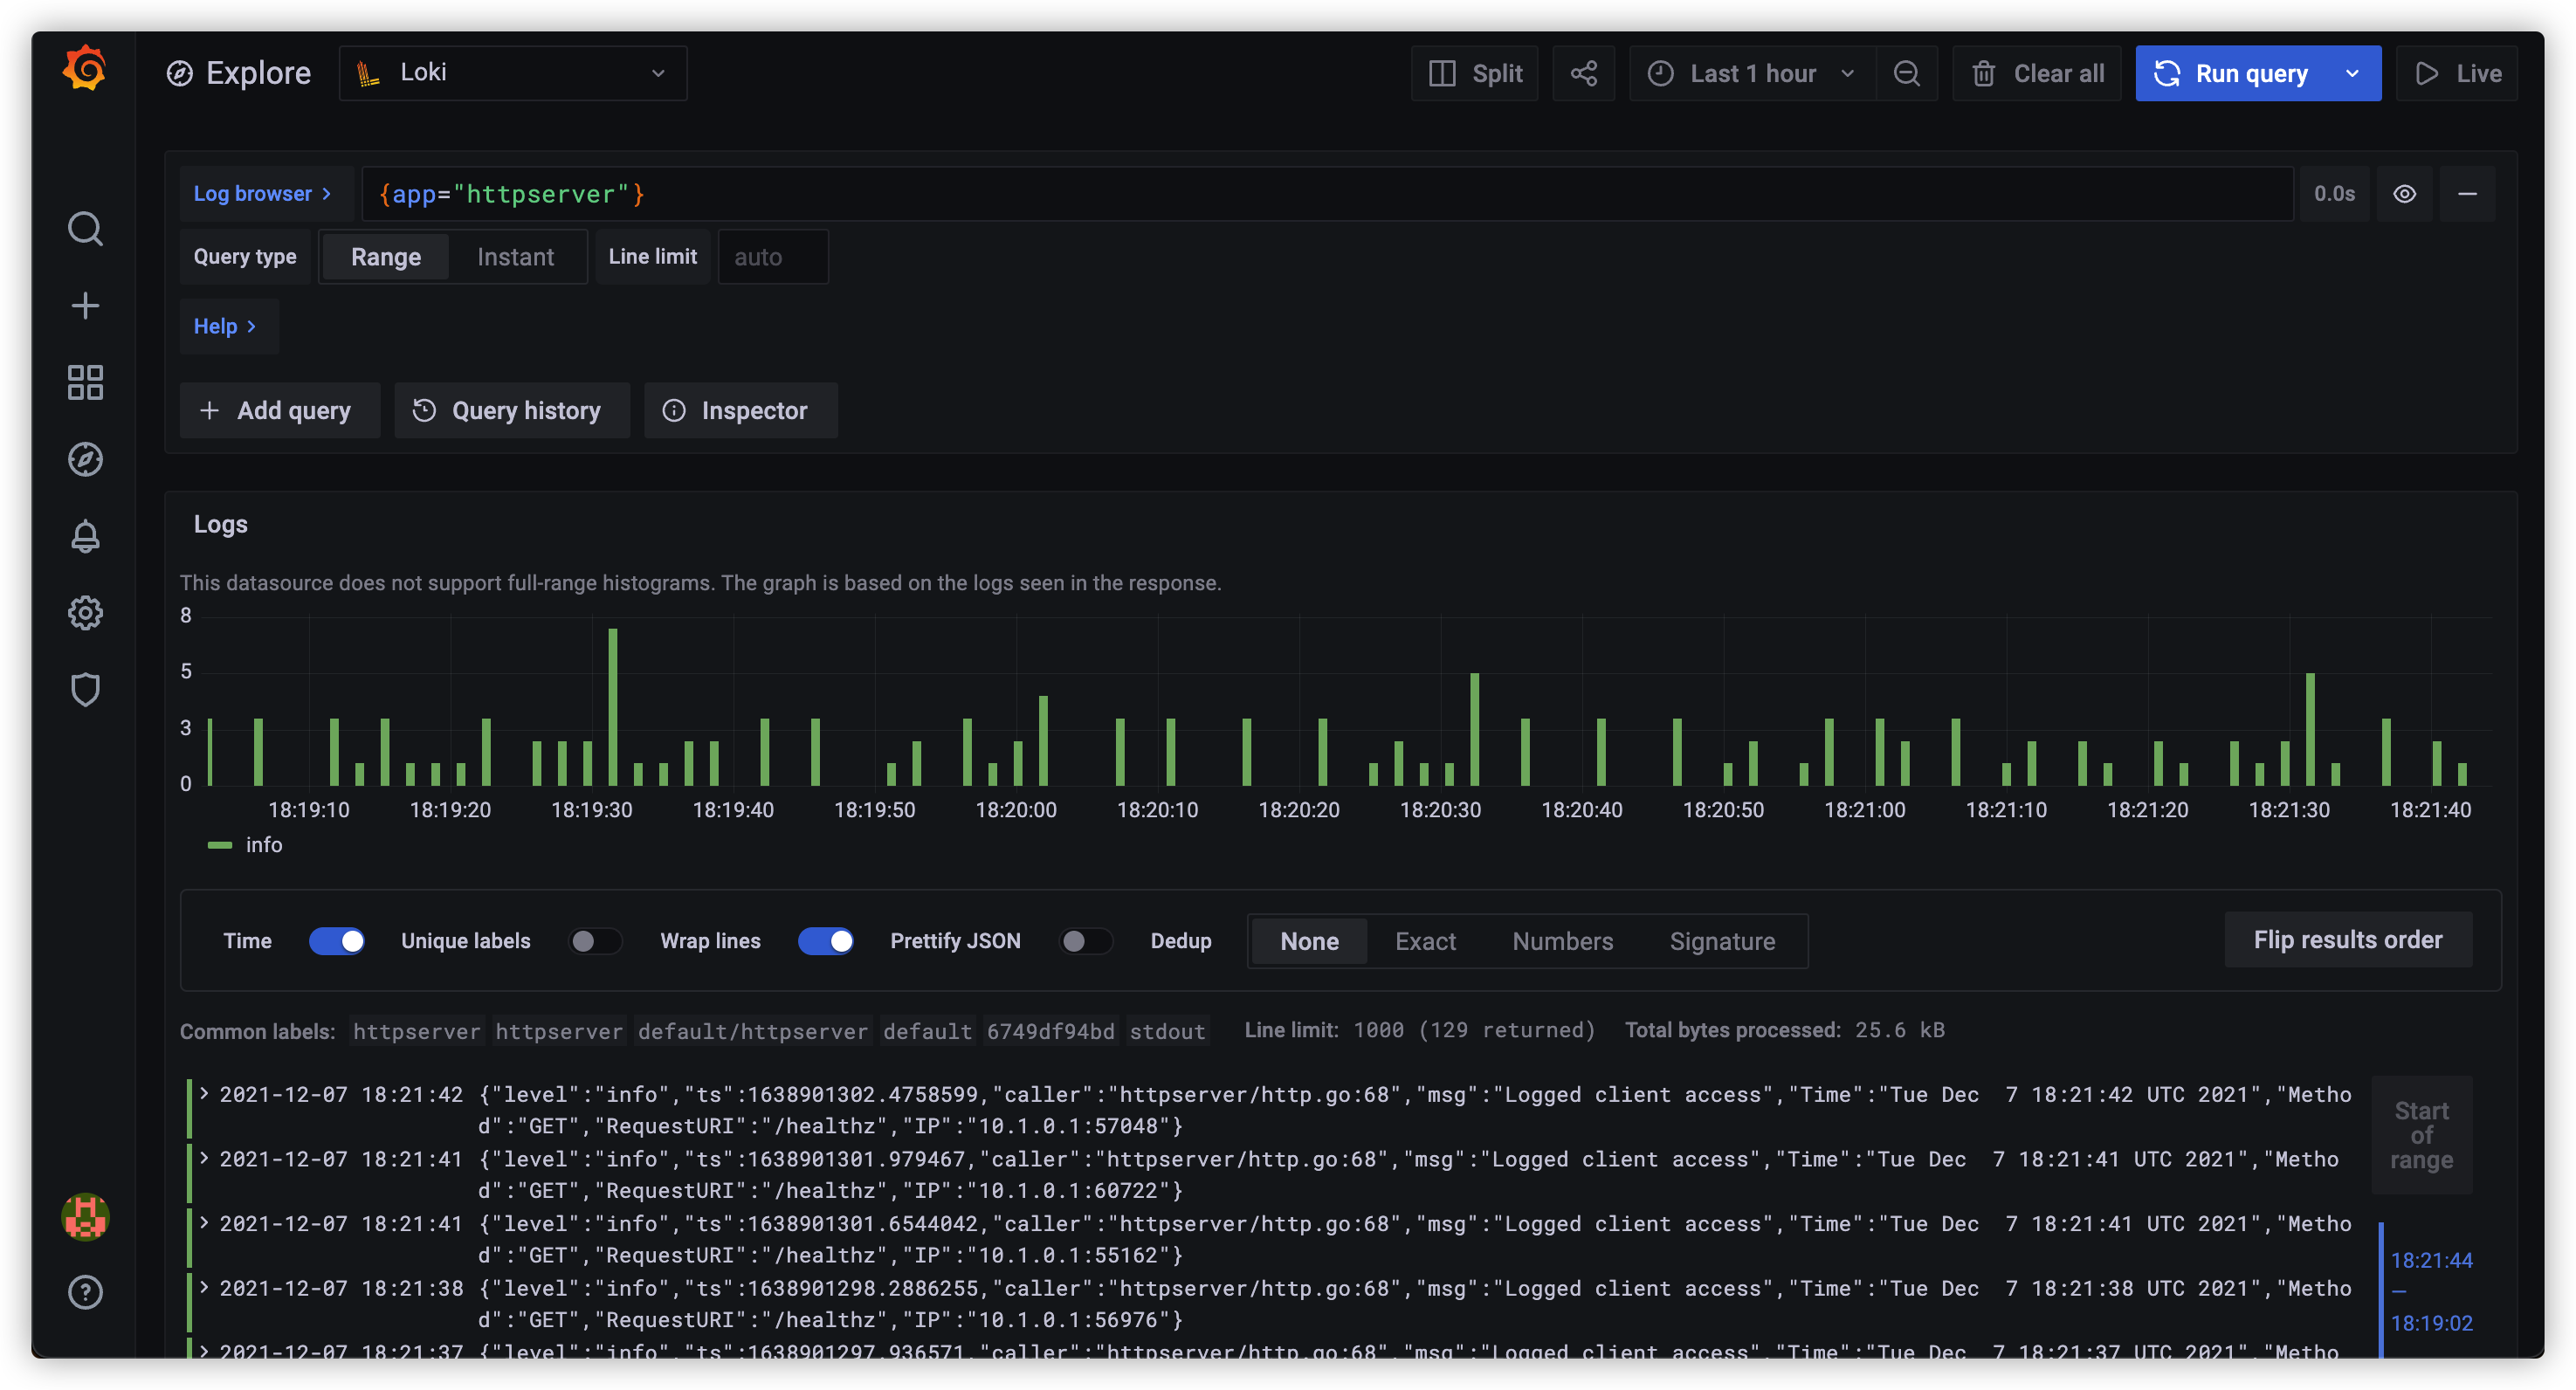 Explore Loki Split Last 1 hour Clear all Run query Live
Log browser > {app="httpserver"} 0.0s
Query type Range Instant Line limit auto
Help >
+ Add query Query history Inspector
Logs
This datasource does not support full-range histograms. The graph is based on the logs seen in the response.
8
5
3
0
18:19:10 18:19:20 18:19:30 18:19:40 18:19:50 18:20:00 18:20:10 18:20:20 18:20:30 18:20:40 18:20:50 18:21:00 18:21:10 18:21:20 18:21:30 18:21:40
info
Time Unique labels Wrap lines Prettify JSON Dedup None Exact Numbers Signature Flip results order
Common labels: httpserver httpserver default/httpserver default 6749df94bd stdout Line limit: 1000 (129 returned) Total bytes processed: 25.6 kB
> 2021-12-07 18:21:42 {"level":"info","ts":1638901302.4758599,"caller":"httpserver/http.go:68","msg":"Logged client access","Time":"Tue Dec  7 18:21:42 UTC 2021","Metho
d":"GET","RequestURI":"/healthz","IP":"10.1.0.1:57048"}
> 2021-12-07 18:21:41 {"level":"info","ts":1638901301.979467,"caller":"httpserver/http.go:68","msg":"Logged client access","Time":"Tue Dec  7 18:21:41 UTC 2021","Metho
d":"GET","RequestURI":"/healthz","IP":"10.1.0.1:60722"}
> 2021-12-07 18:21:41 {"level":"info","ts":1638901301.6544042,"caller":"httpserver/http.go:68","msg":"Logged client access","Time":"Tue Dec  7 18:21:41 UTC 2021","Metho
d":"GET","RequestURI":"/healthz","IP":"10.1.0.1:55162"}
> 2021-12-07 18:21:38 {"level":"info","ts":1638901298.2886255,"caller":"httpserver/http.go:68","msg":"Logged client access","Time":"Tue Dec  7 18:21:38 UTC 2021","Metho
d":"GET","RequestURI":"/healthz","IP":"10.1.0.1:56976"}
> 2021-12-07 18:21:37 {"level":"info","ts":1638901297.936571,"caller":"httpserver/http.go:68","msg":"Logged client access","Time":"Tue Dec  7 18:21:37 UTC 2021","Metho
Start
of
range
18:21:44
—
18:19:02